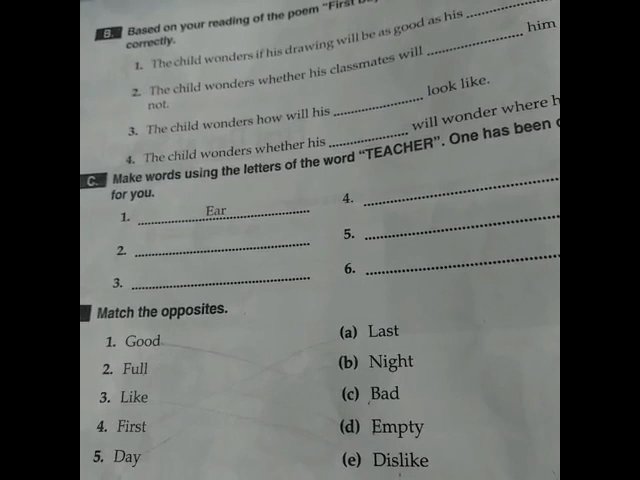 B. Based on your reading of the poem "First
correctly.
1. The child wonders if his drawing will be as good as his ....................
2. The child wonders whether his classmates will .................... him
not.
3. The child wonders how will his .................... look like.
4. The child wonders whether his .................... will wonder where
C. Make words using the letters of the word "TEACHER". One has been
for you.
1. Ear
2. ....................
3. ....................
4. ....................
5. ....................
6. ....................
Match the opposites.
1. Good (a) Last
2. Full (b) Night
3. Like (c) Bad
4. First (d) Empty
5. Day (e) Dislike